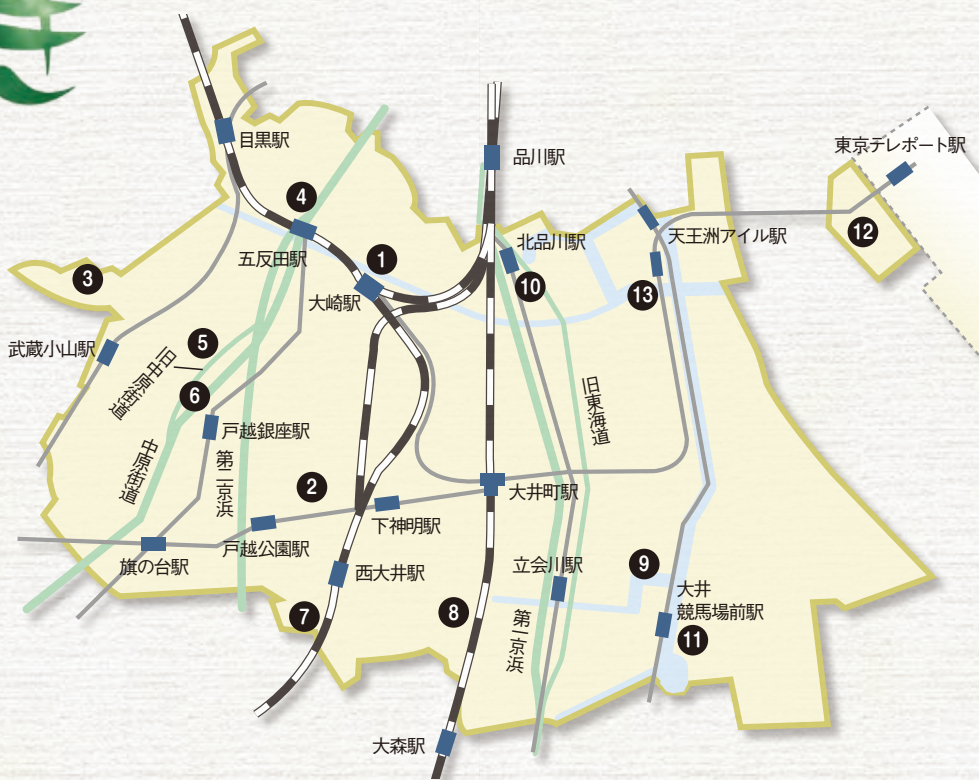 目黒駅
品川駅
東京テレポート駅
4
五反田駅
1
北品川駅
天王洲アイル駅
12
3
大崎駅
10
13
武蔵小山駅
5
旧中原街道
6
旧東海道
戸越銀座駅
中原街道
第二京浜
2
大井町駅
下神明駅
戸越公園駅
旗の台駅
西大井駅
立会川駅
9
大井
競馬場前駅
7
8
第一京浜
11
大森駅